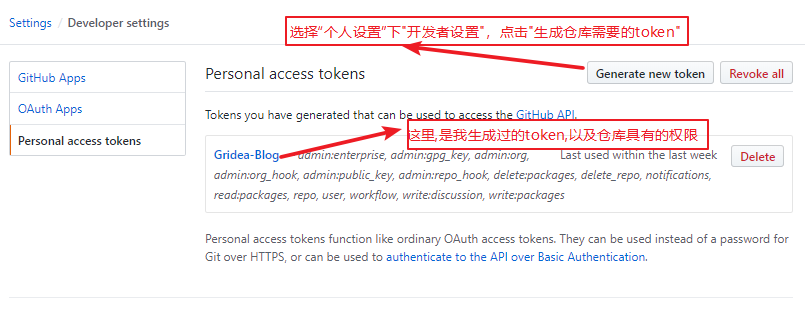 Settings / Developer settings
选择"个人设置"下"开发者设置"，点击"生成仓库需要的token"
GitHub Apps
OAuth Apps
Personal access tokens
Personal access tokens
Generate new token
Revoke all
Tokens you have generated that can be used to access the GitHub API.
这里,是我生成过的token,以及仓库具有的权限
Gridea-Blog — admin:enterprise, admin:gpg_key, admin:org,
Last used within the last week
Delete
admin:org_hook, admin:public_key, admin:repo_hook, delete:packages, delete_repo, notifications,
read:packages, repo, user, workflow, write:discussion, write:packages
Personal access tokens function like ordinary OAuth access tokens. They can be used instead of a password for
Git over HTTPS, or can be used to authenticate to the API over Basic Authentication.